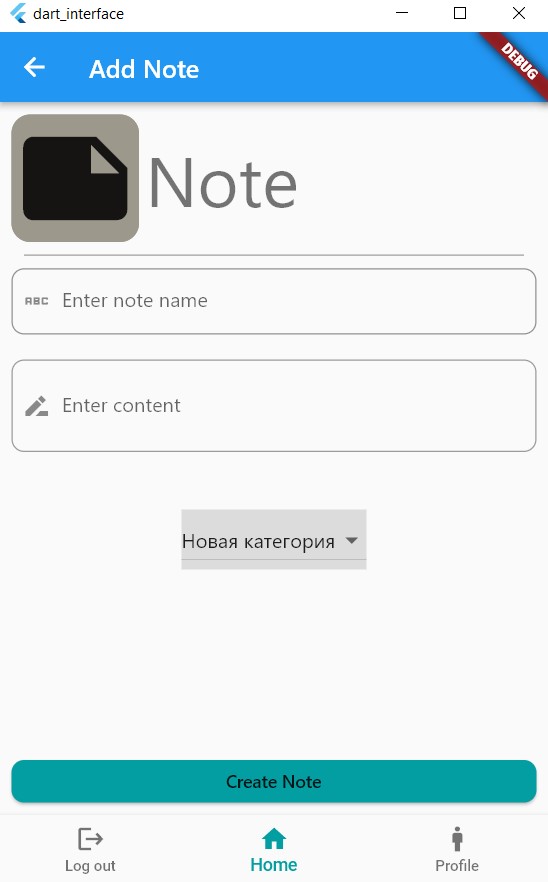 dart_interface
Add Note
DEBUG
Note
ABC Enter note name
Enter content
Новая категория
Create Note
Log out
Home
Profile